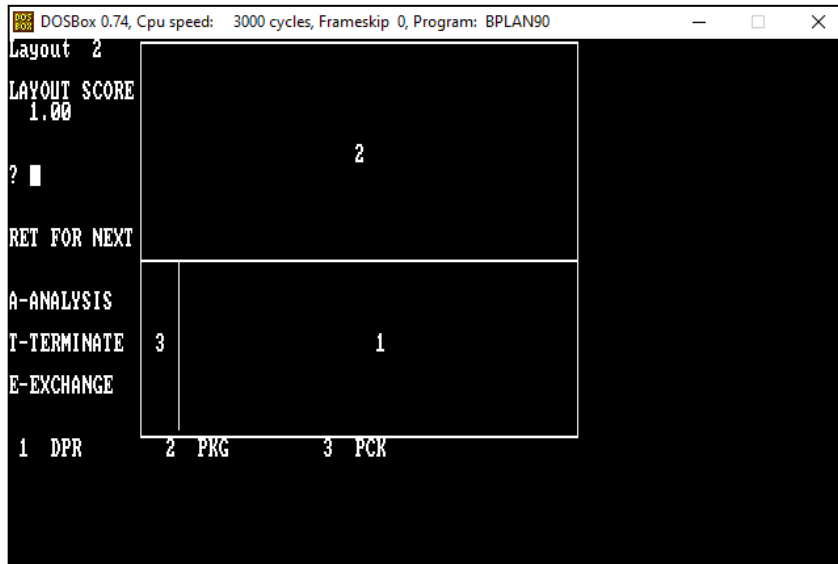 DOSBox 0.74, Cpu speed: 3000 cycles, Frameskip 0, Program: BPLAN90
Layout 2
LAYOUT SCORE
1.00
2
?
RET FOR NEXT
A-ANALYSIS
T-TERMINATE 3 1
E-EXCHANGE
1 DPR 2 PKG 3 PCK